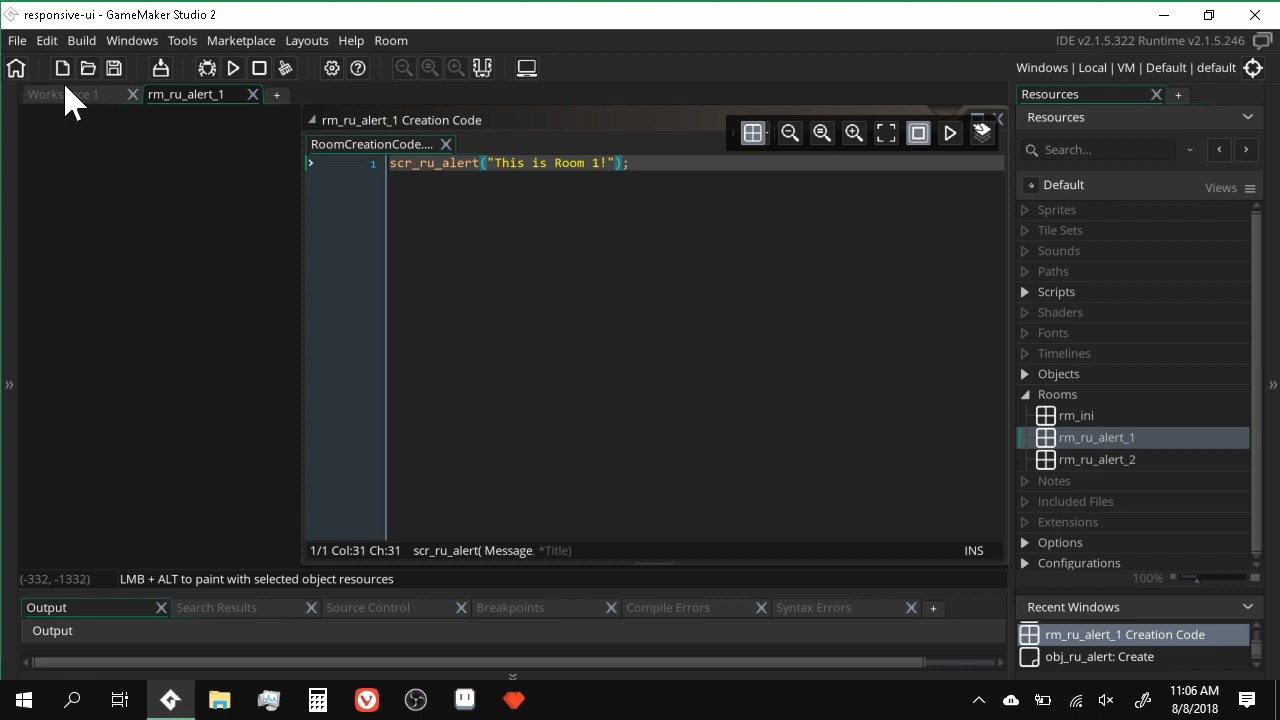 responsive-ui - GameMaker Studio 2
File Edit Build Windows Tools Marketplace Layouts Help Room
IDE v2.1.5.322 Runtime v2.1.5.246
Windows | Local | VM | Default | default
rm_ru_alert_1
Resources
rm_ru_alert_1 Creation Code
Resources
RoomCreationCode....
1 scr_ru_alert("This is Room 1!");
Search...
Default
Views
Sprites
Tile Sets
Sounds
Paths
Scripts
Shaders
Fonts
Timelines
Objects
Rooms
rm_ini
rm_ru_alert_1
rm_ru_alert_2
Notes
Included Files
Extensions
Options
Configurations
1/1 Col:31 Ch:31 scr_ru_alert( Message, *Title)
INS
100%
(-332, -1332) LMB + ALT to paint with selected object resources
Output Search Results Source Control Breakpoints Compile Errors Syntax Errors
Recent Windows
Output
rm_ru_alert_1 Creation Code
obj_ru_alert: Create
11:06 AM
8/8/2018